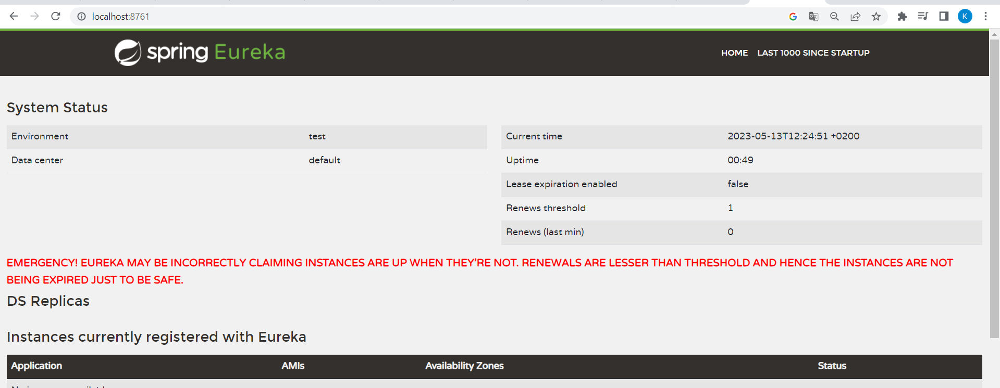 localhost:8761
K
spring Eureka
HOME LAST 1000 SINCE STARTUP
System Status
Environment test
Data center default
Current time 2023-05-13T12:24:51 +0200
Uptime 00:49
Lease expiration enabled false
Renews threshold 1
Renews (last min) 0
EMERGENCY! EUREKA MAY BE INCORRECTLY CLAIMING INSTANCES ARE UP WHEN THEY'RE NOT. RENEWALS ARE LESSER THAN THRESHOLD AND HENCE THE INSTANCES ARE NOT
BEING EXPIRED JUST TO BE SAFE.
DS Replicas
Instances currently registered with Eureka
Application AMIs Availability Zones Status